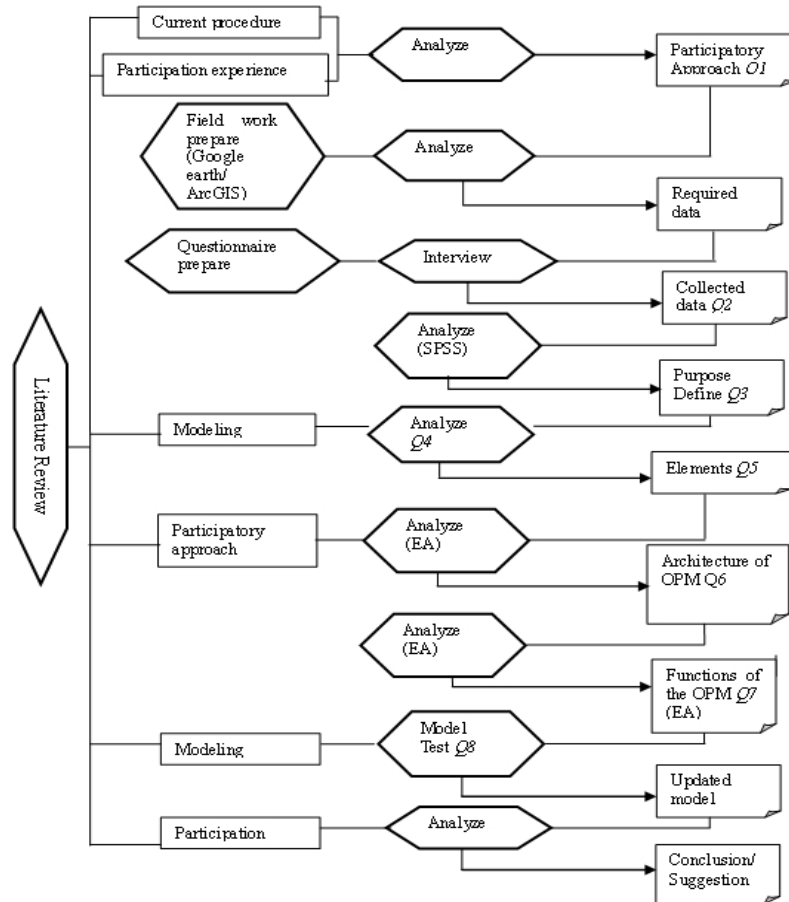 Current procedure
Participation experience
Analyze
Participatory
Approach Q1
Field work
prepare
(Google
earth/
ArcGIS)
Analyze
Required
data
Questionnaire
prepare
Interview
Collected
data Q2
Analyze
(SPSS)
Purpose
Define Q3
Literature Review
Modeling
Analyze
Q4
Elements Q5
Participatory
approach
Analyze
(EA)
Architecture of
OPM Q6
Analyze
(EA)
Functions of
the OPM Q7
(EA)
Modeling
Model
Test Q8
Updated
model
Participation
Analyze
Conclusion/
Suggestion